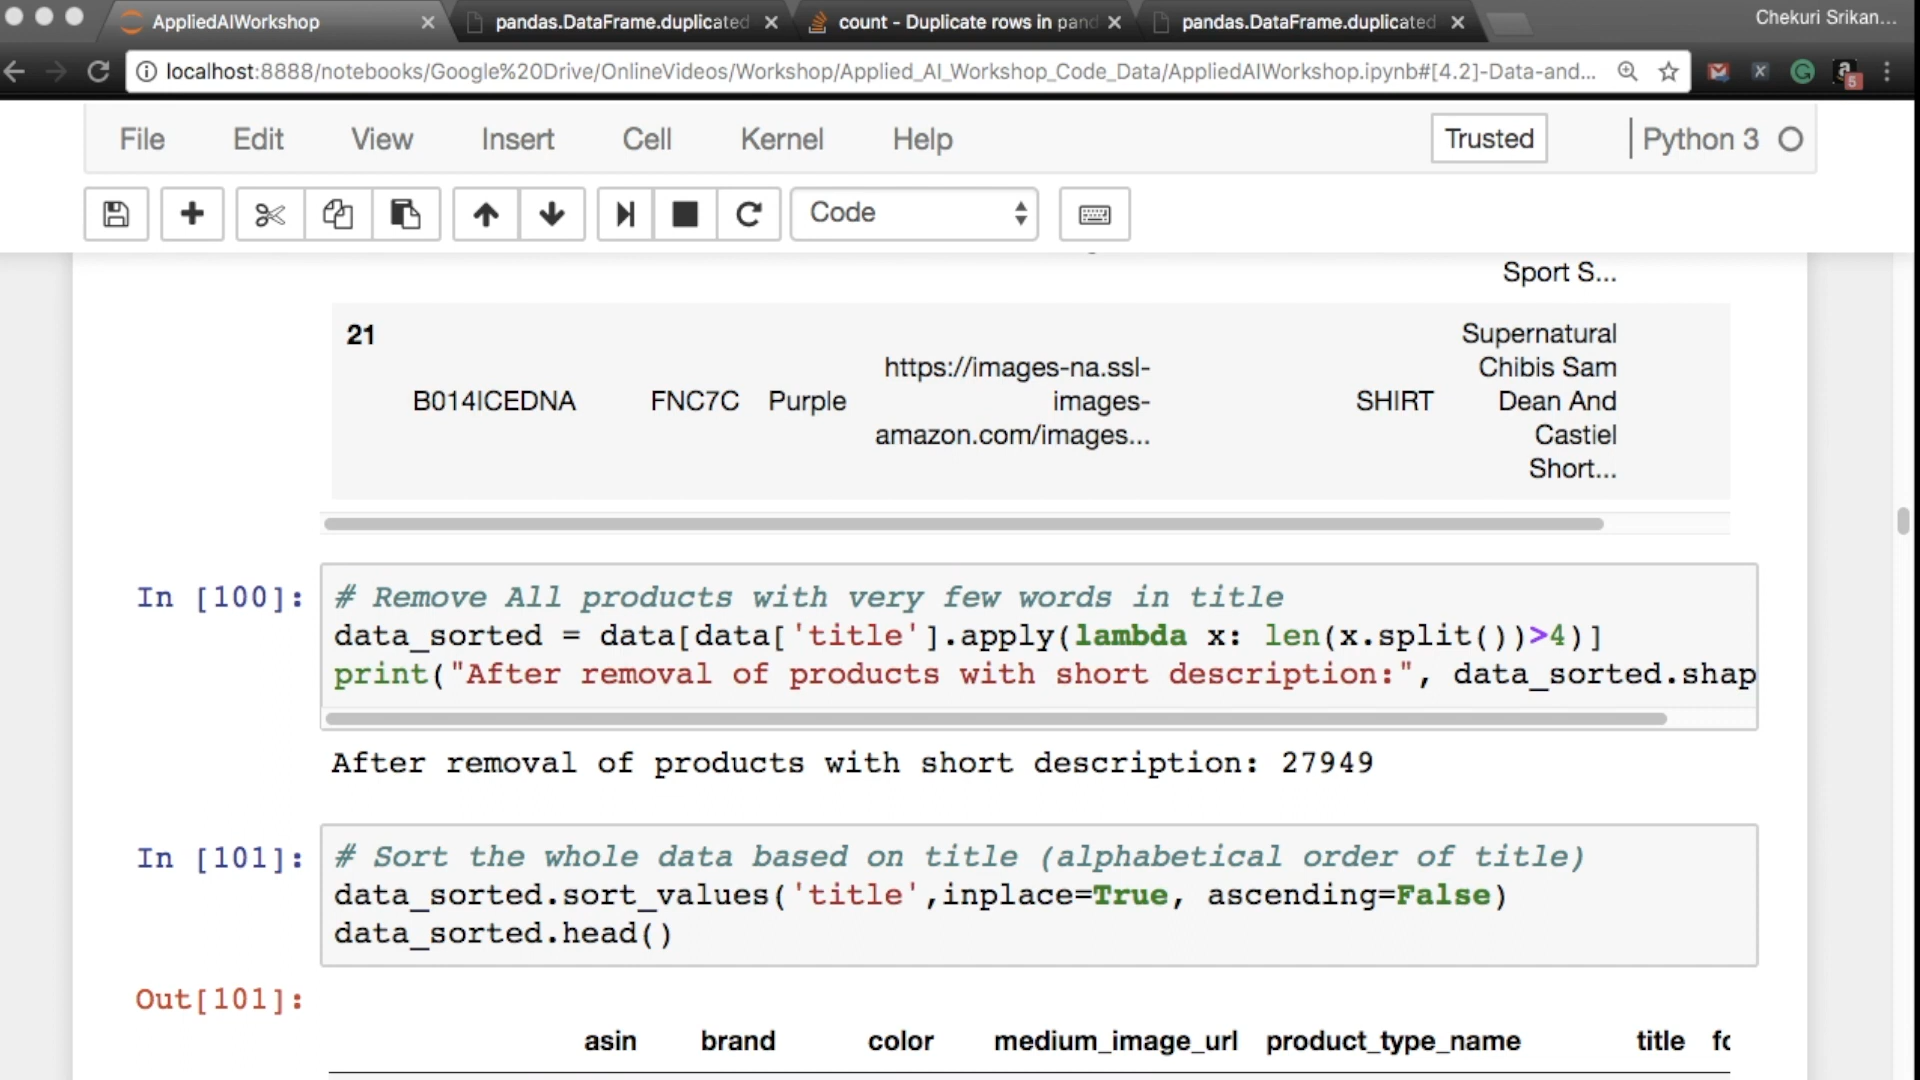 AppliedAIWorkshop
pandas.DataFrame.duplicated
count - Duplicate rows in pand
pandas.DataFrame.duplicated
Chekuri Srikan...
localhost:8888/notebooks/Google%20Drive/OnlineVideos/Workshop/Applied_AI_Workshop_Code_Data/AppliedAIWorkshop.ipynb#[4.2]-Data-and...
5
File Edit View Insert Cell Kernel Help Trusted Python 3
Code
Sport S...
21
B014ICEDNA
FNC7C
Purple
https://images-na.ssl-
images-
amazon.com/images...
SHIRT
Supernatural
Chibis Sam
Dean And
Castiel
Short...
In [100]:
# Remove All products with very few words in title
data_sorted = data[data['title'].apply(lambda x: len(x.split())>4)]
print("After removal of products with short description:", data_sorted.shap
After removal of products with short description: 27949
In [101]:
# Sort the whole data based on title (alphabetical order of title)
data_sorted.sort_values('title',inplace=True, ascending=False)
data_sorted.head()
Out[101]:
asin brand color medium_image_url product_type_name title fo